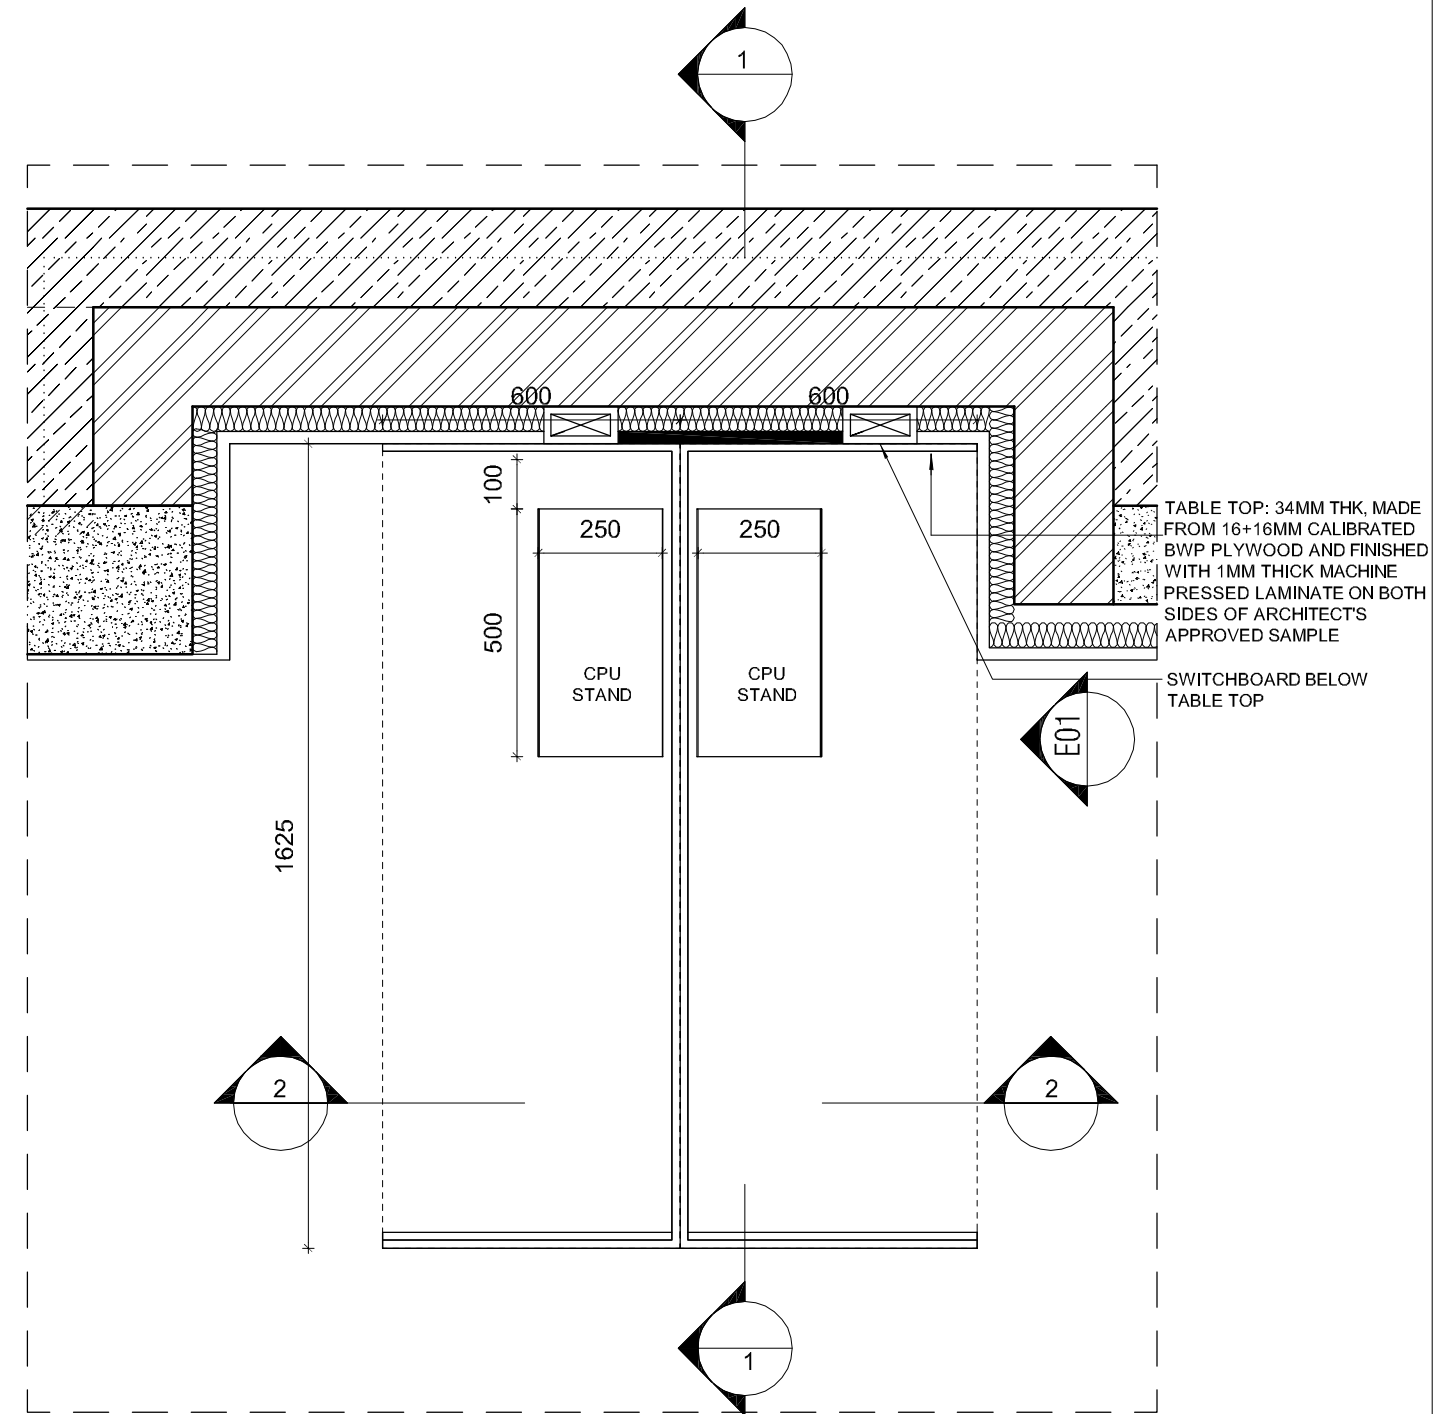 1
600
600
100
250
250
500
CPU
STAND
CPU
STAND
TABLE TOP: 34MM THK, MADE
FROM 16+16MM CALIBRATED
BWP PLYWOOD AND FINISHED
WITH 1MM THICK MACHINE
PRESSED LAMINATE ON BOTH
SIDES OF ARCHITECT'S
APPROVED SAMPLE
SWITCHBOARD BELOW
TABLE TOP
E01
1625
2
2
1